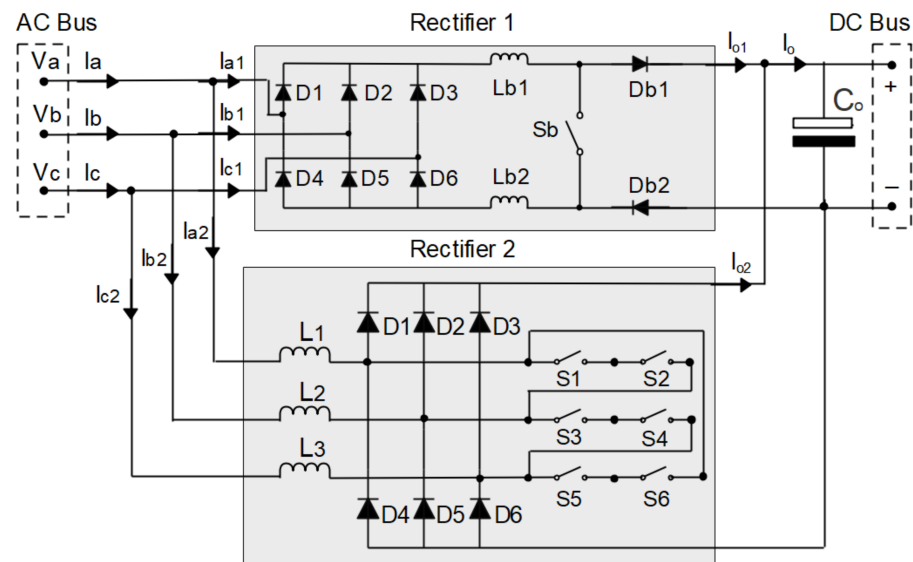 AC Bus
Rectifier 1
DC Bus
Va
Ia
Ia1
Io1
Io
D1
D2
D3
Lb1
Db1
+
Co
Vb
Ib
Ib1
Sb
Vc
Ic
Ic1
D4
D5
D6
Lb2
Db2
−
Ia2
Rectifier 2
Ib2
Io2
Ic2
D1
D2
D3
L1
S1
S2
L2
S3
S4
L3
S5
S6
D4
D5
D6